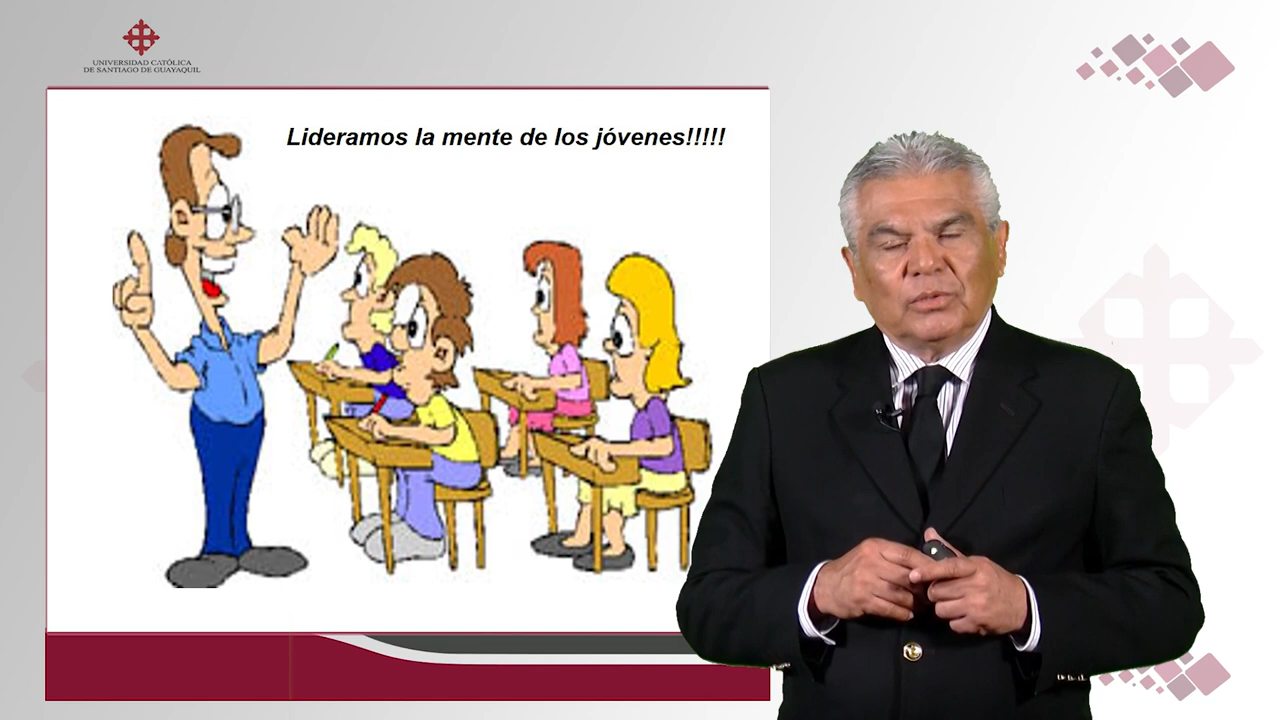 UNIVERSIDAD CATÓLICA
DE SANTIAGO DE GUAYAQUIL
Lideramos la mente de los jóvenes!!!!!